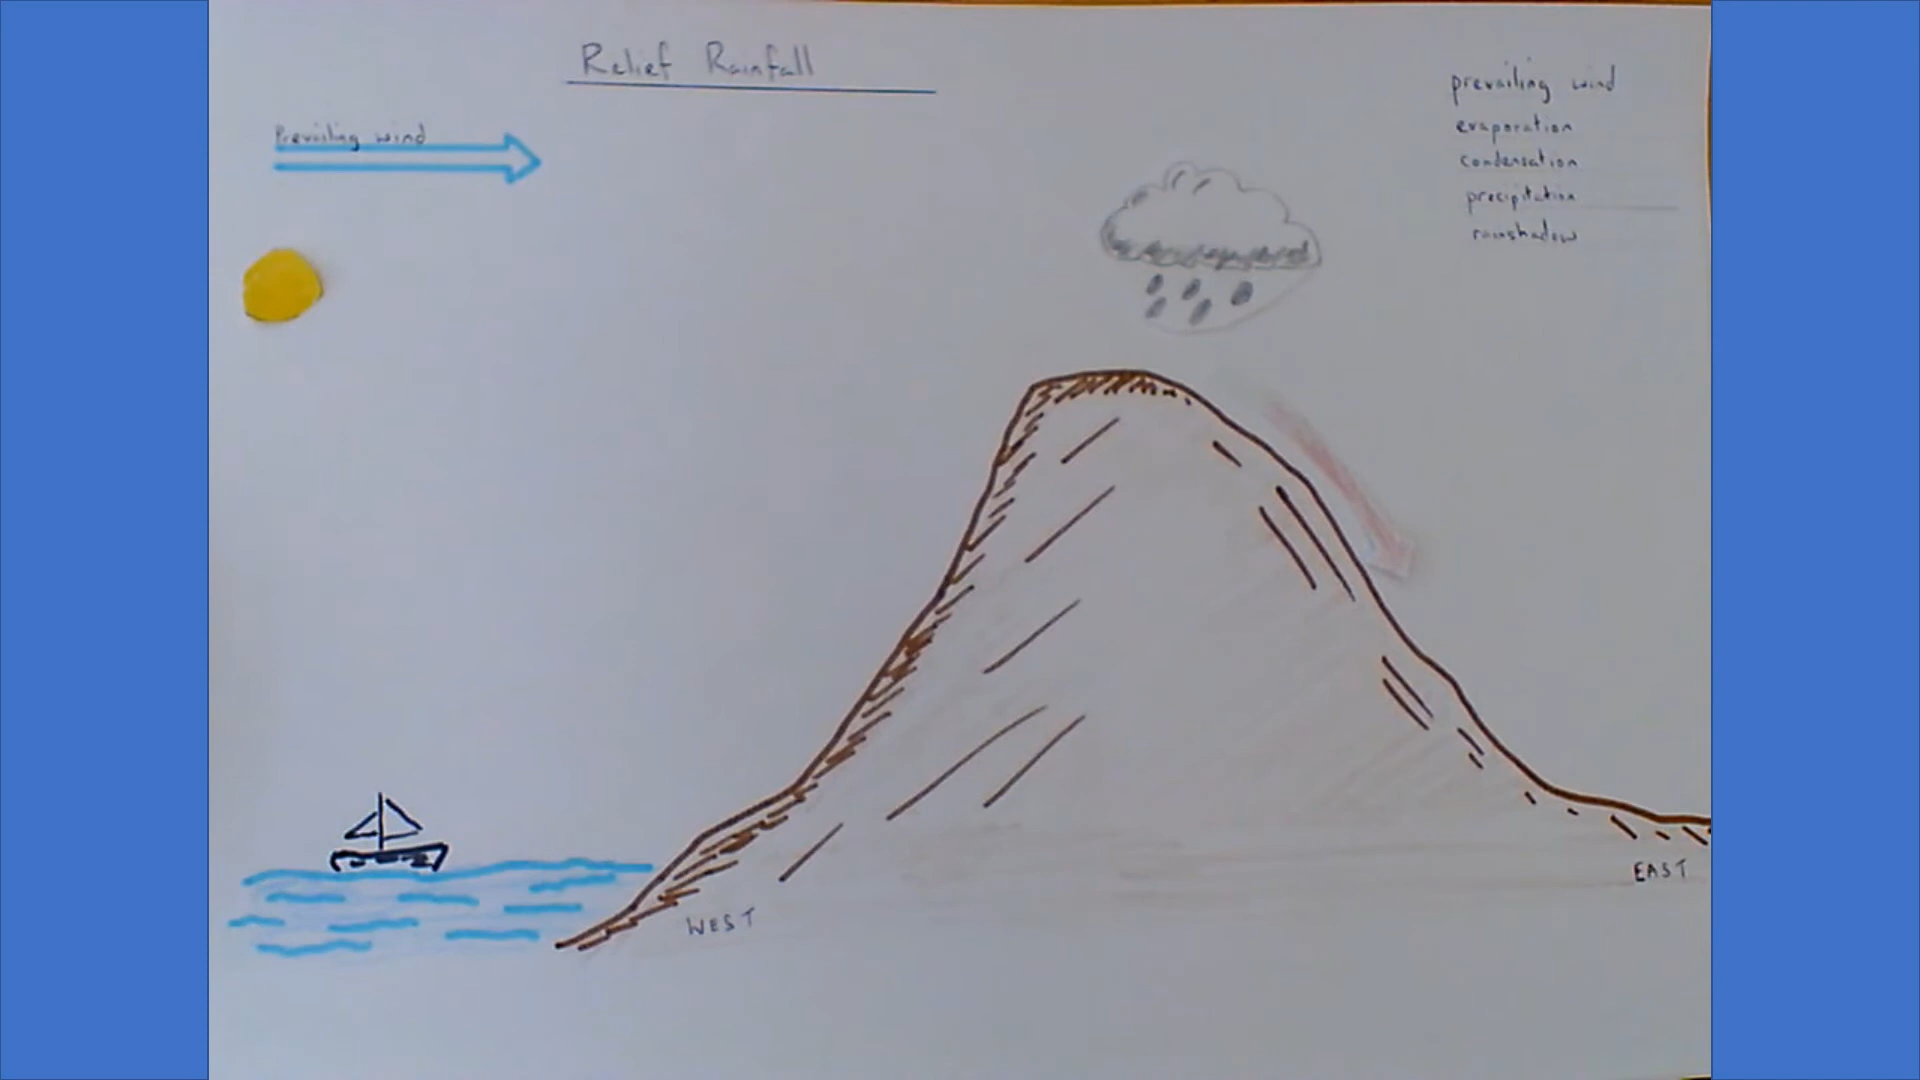 Relief Rainfall
Prevailing wind
prevailing wind
evaporation
condensation
precipitation
rainshadow
WEST
EAST